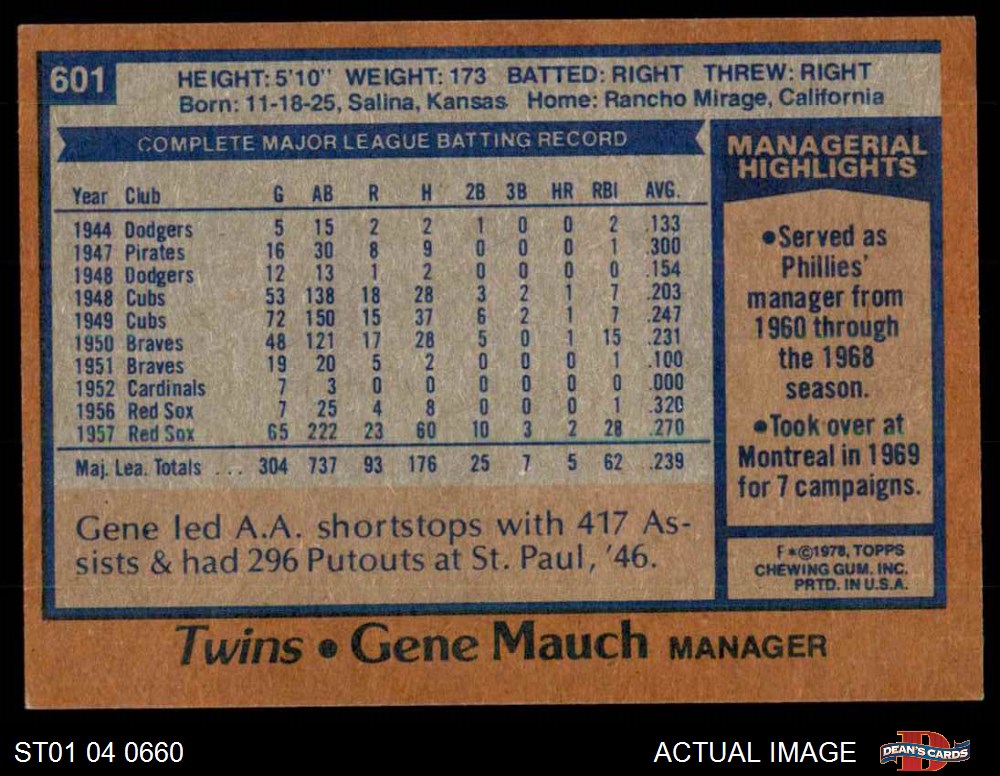 601
HEIGHT: 5'10" WEIGHT: 173 BATTED: RIGHT THREW: RIGHT
Born: 11-18-25, Salina, Kansas Home: Rancho Mirage, California
COMPLETE MAJOR LEAGUE BATTING RECORD
Year Club G AB R H 2B 3B HR RBI AVG.
1944 Dodgers 5 15 2 2 1 0 0 2 .133
1947 Pirates 16 30 8 9 0 0 0 1 .300
1948 Dodgers 12 13 1 2 0 0 0 0 .154
1948 Cubs 53 138 18 28 3 2 1 7 .203
1949 Cubs 72 150 15 37 6 2 1 7 .247
1950 Braves 48 121 17 28 5 0 1 15 .231
1951 Braves 19 20 5 2 0 0 0 1 .100
1952 Cardinals 7 3 0 0 0 0 0 0 .000
1956 Red Sox 7 25 4 8 0 0 0 1 .320
1957 Red Sox 65 222 23 60 10 3 2 28 .270
Maj. Lea. Totals ... 304 737 93 176 25 7 5 62 .239
Gene led A.A. shortstops with 417 As-
sists & had 296 Putouts at St. Paul, '46.
MANAGERIAL
HIGHLIGHTS
•Served as
Phillies'
manager from
1960 through
the 1968
season.
•Took over at
Montreal in 1969
for 7 campaigns.
F*©1978, TOPPS
CHEWING GUM, INC.
PRTD. IN U.S.A.
Twins • Gene Mauch MANAGER
ST01 04 0660
ACTUAL IMAGE
D
DEAN'S CARDS